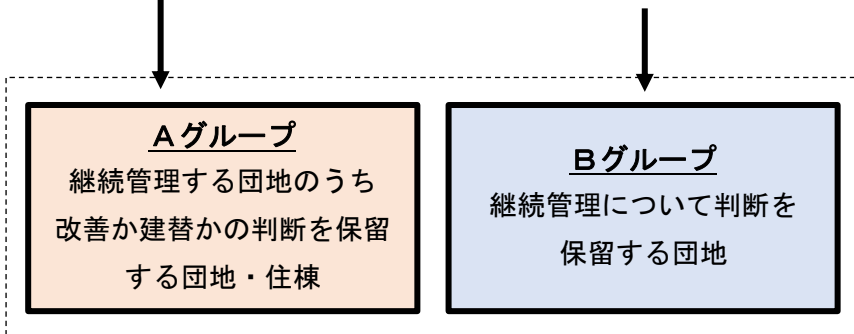 Aグループ
継続管理する団地のうち
改善か建替かの判断を保留
する団地・住棟
Bグループ
継続管理について判断を
保留する団地